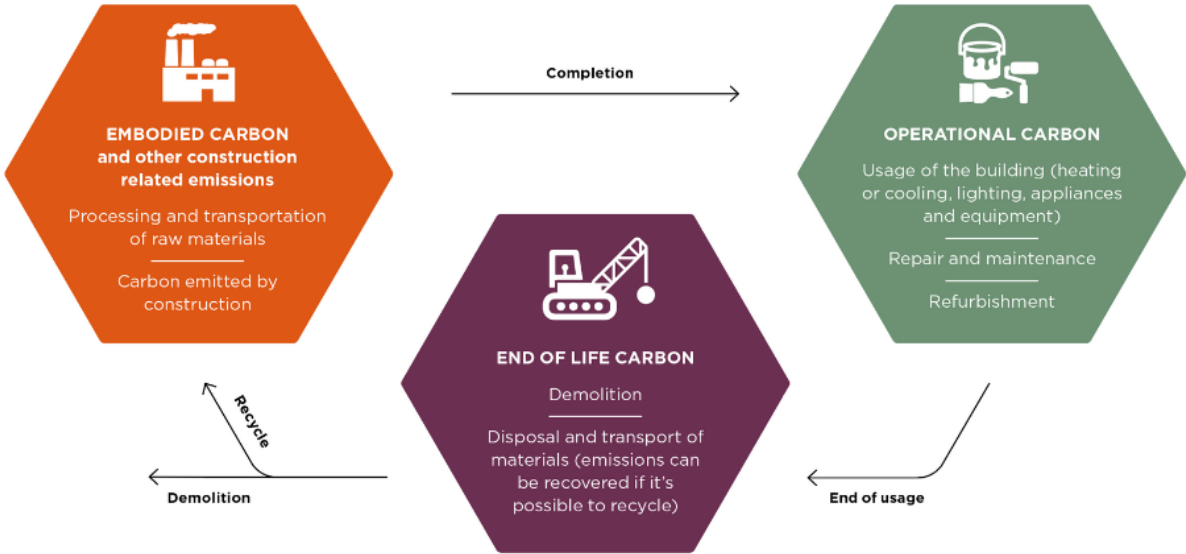 EMBODIED CARBON
and other construction
related emissions
Processing and transportation
of raw materials
Carbon emitted by
construction
Completion
OPERATIONAL CARBON
Usage of the building (heating
or cooling, lighting, appliances
and equipment)
Repair and maintenance
Refurbishment
End of usage
END OF LIFE CARBON
Demolition
Disposal and transport of
materials (emissions can
be recovered if it's
possible to recycle)
Recycle
Demolition